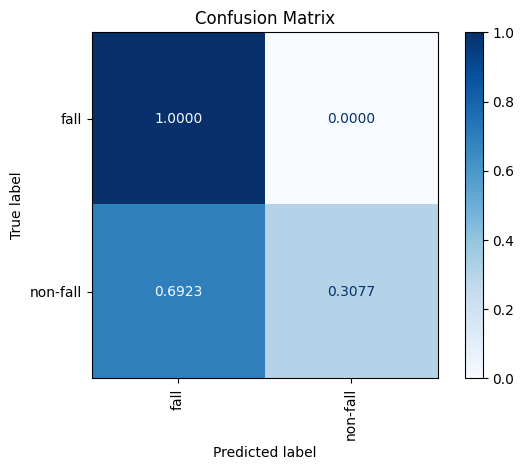 Confusion Matrix
True label
fall
non-fall
1.0000 0.0000
0.6923 0.3077
fall
non-fall
Predicted label
1.0
0.8
0.6
0.4
0.2
0.0